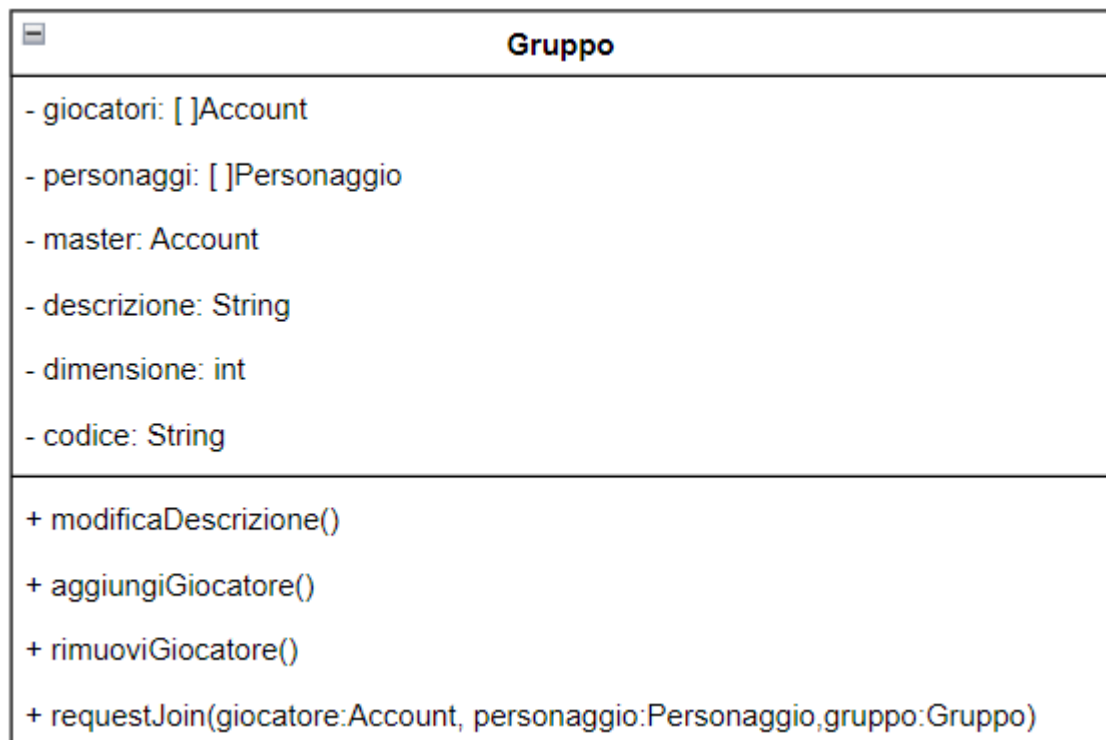 Gruppo
- giocatori: [ ]Account
- personaggi: [ ]Personaggio
- master: Account
- descrizione: String
- dimensione: int
- codice: String
+ modificaDescrizione()
+ aggiungiGiocatore()
+ rimuoviGiocatore()
+ requestJoin(giocatore:Account, personaggio:Personaggio,gruppo:Gruppo)